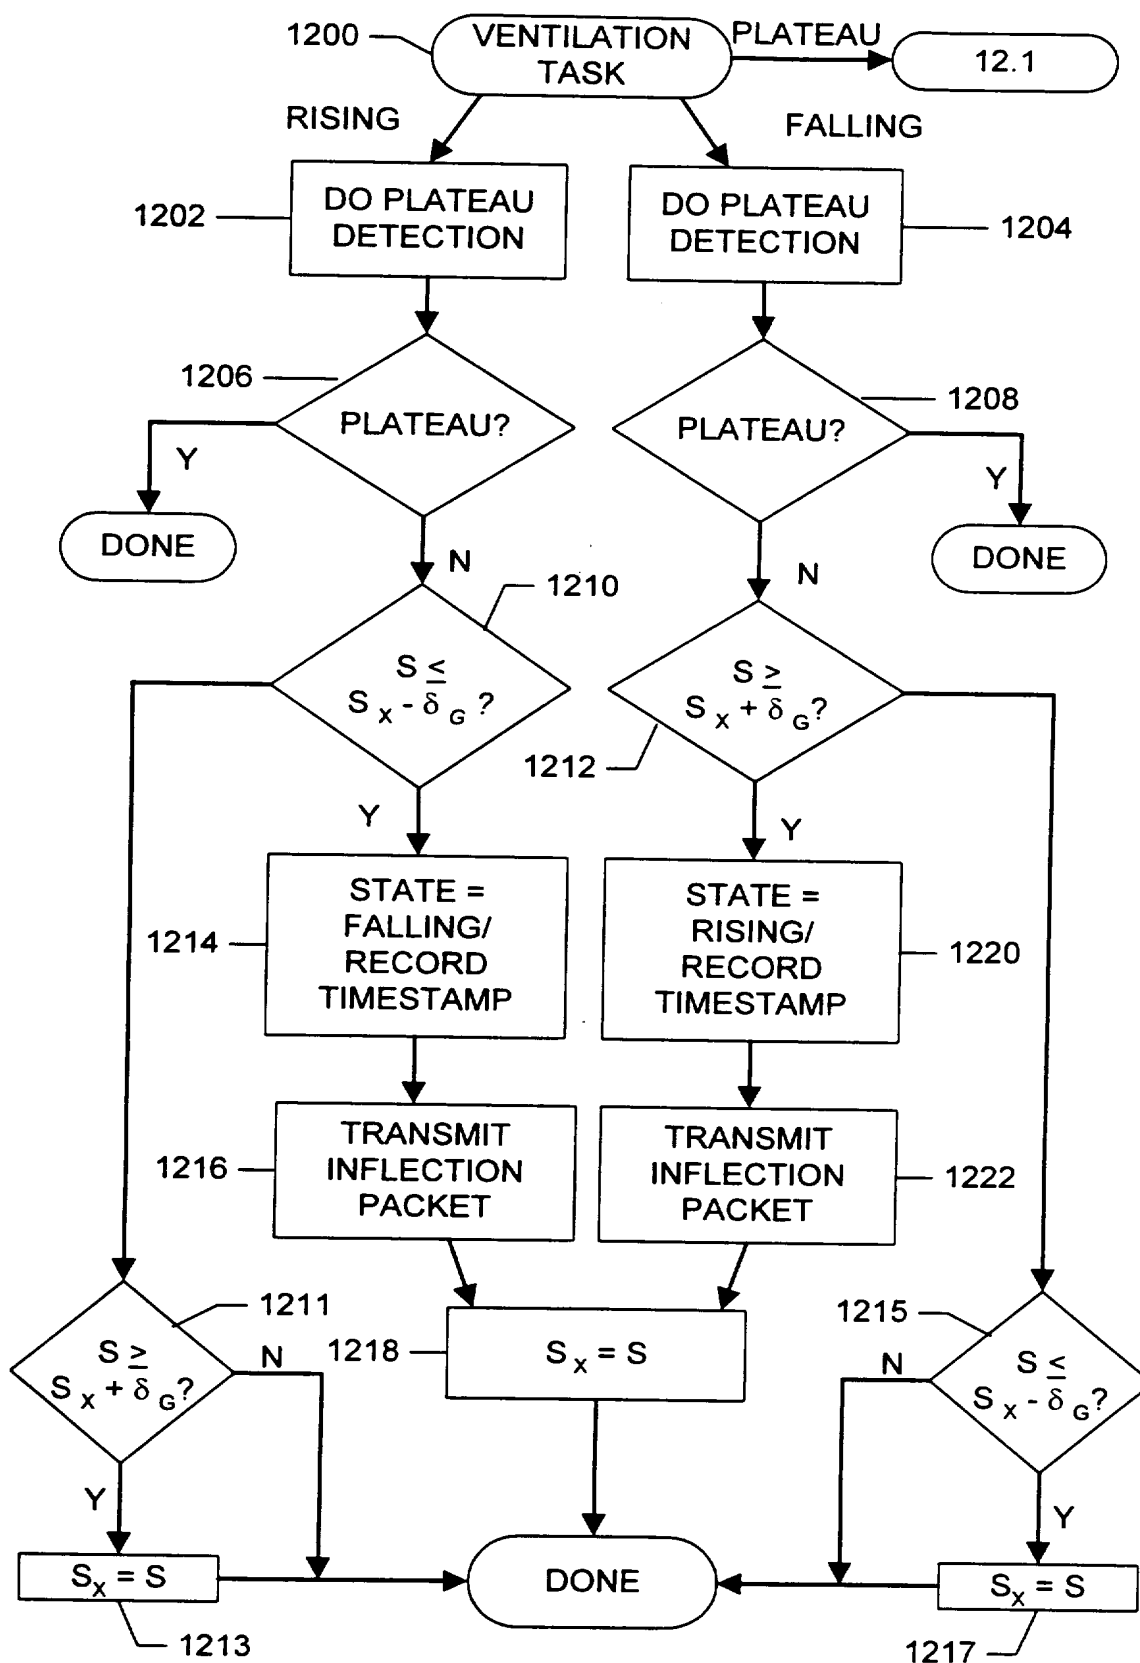 1200
VENTILATION
TASK
PLATEAU
12.1
RISING
FALLING
1202
DO PLATEAU
DETECTION
DO PLATEAU
DETECTION
1204
1206
PLATEAU?
Y
DONE
N
PLATEAU?
1208
Y
DONE
N
1210
S ≤
S X - δ G ?
S ≥
S X + δ G?
1212
Y
Y
1214
STATE =
FALLING/
RECORD
TIMESTAMP
STATE =
RISING/
RECORD
TIMESTAMP
1220
1216
TRANSMIT
INFLECTION
PACKET
TRANSMIT
INFLECTION
PACKET
1222
1211
S ≥
S X + δ G?
N
Y
1218
S X = S
1215
S ≤
S X - δ G?
N
Y
S X = S
1213
DONE
S X = S
1217